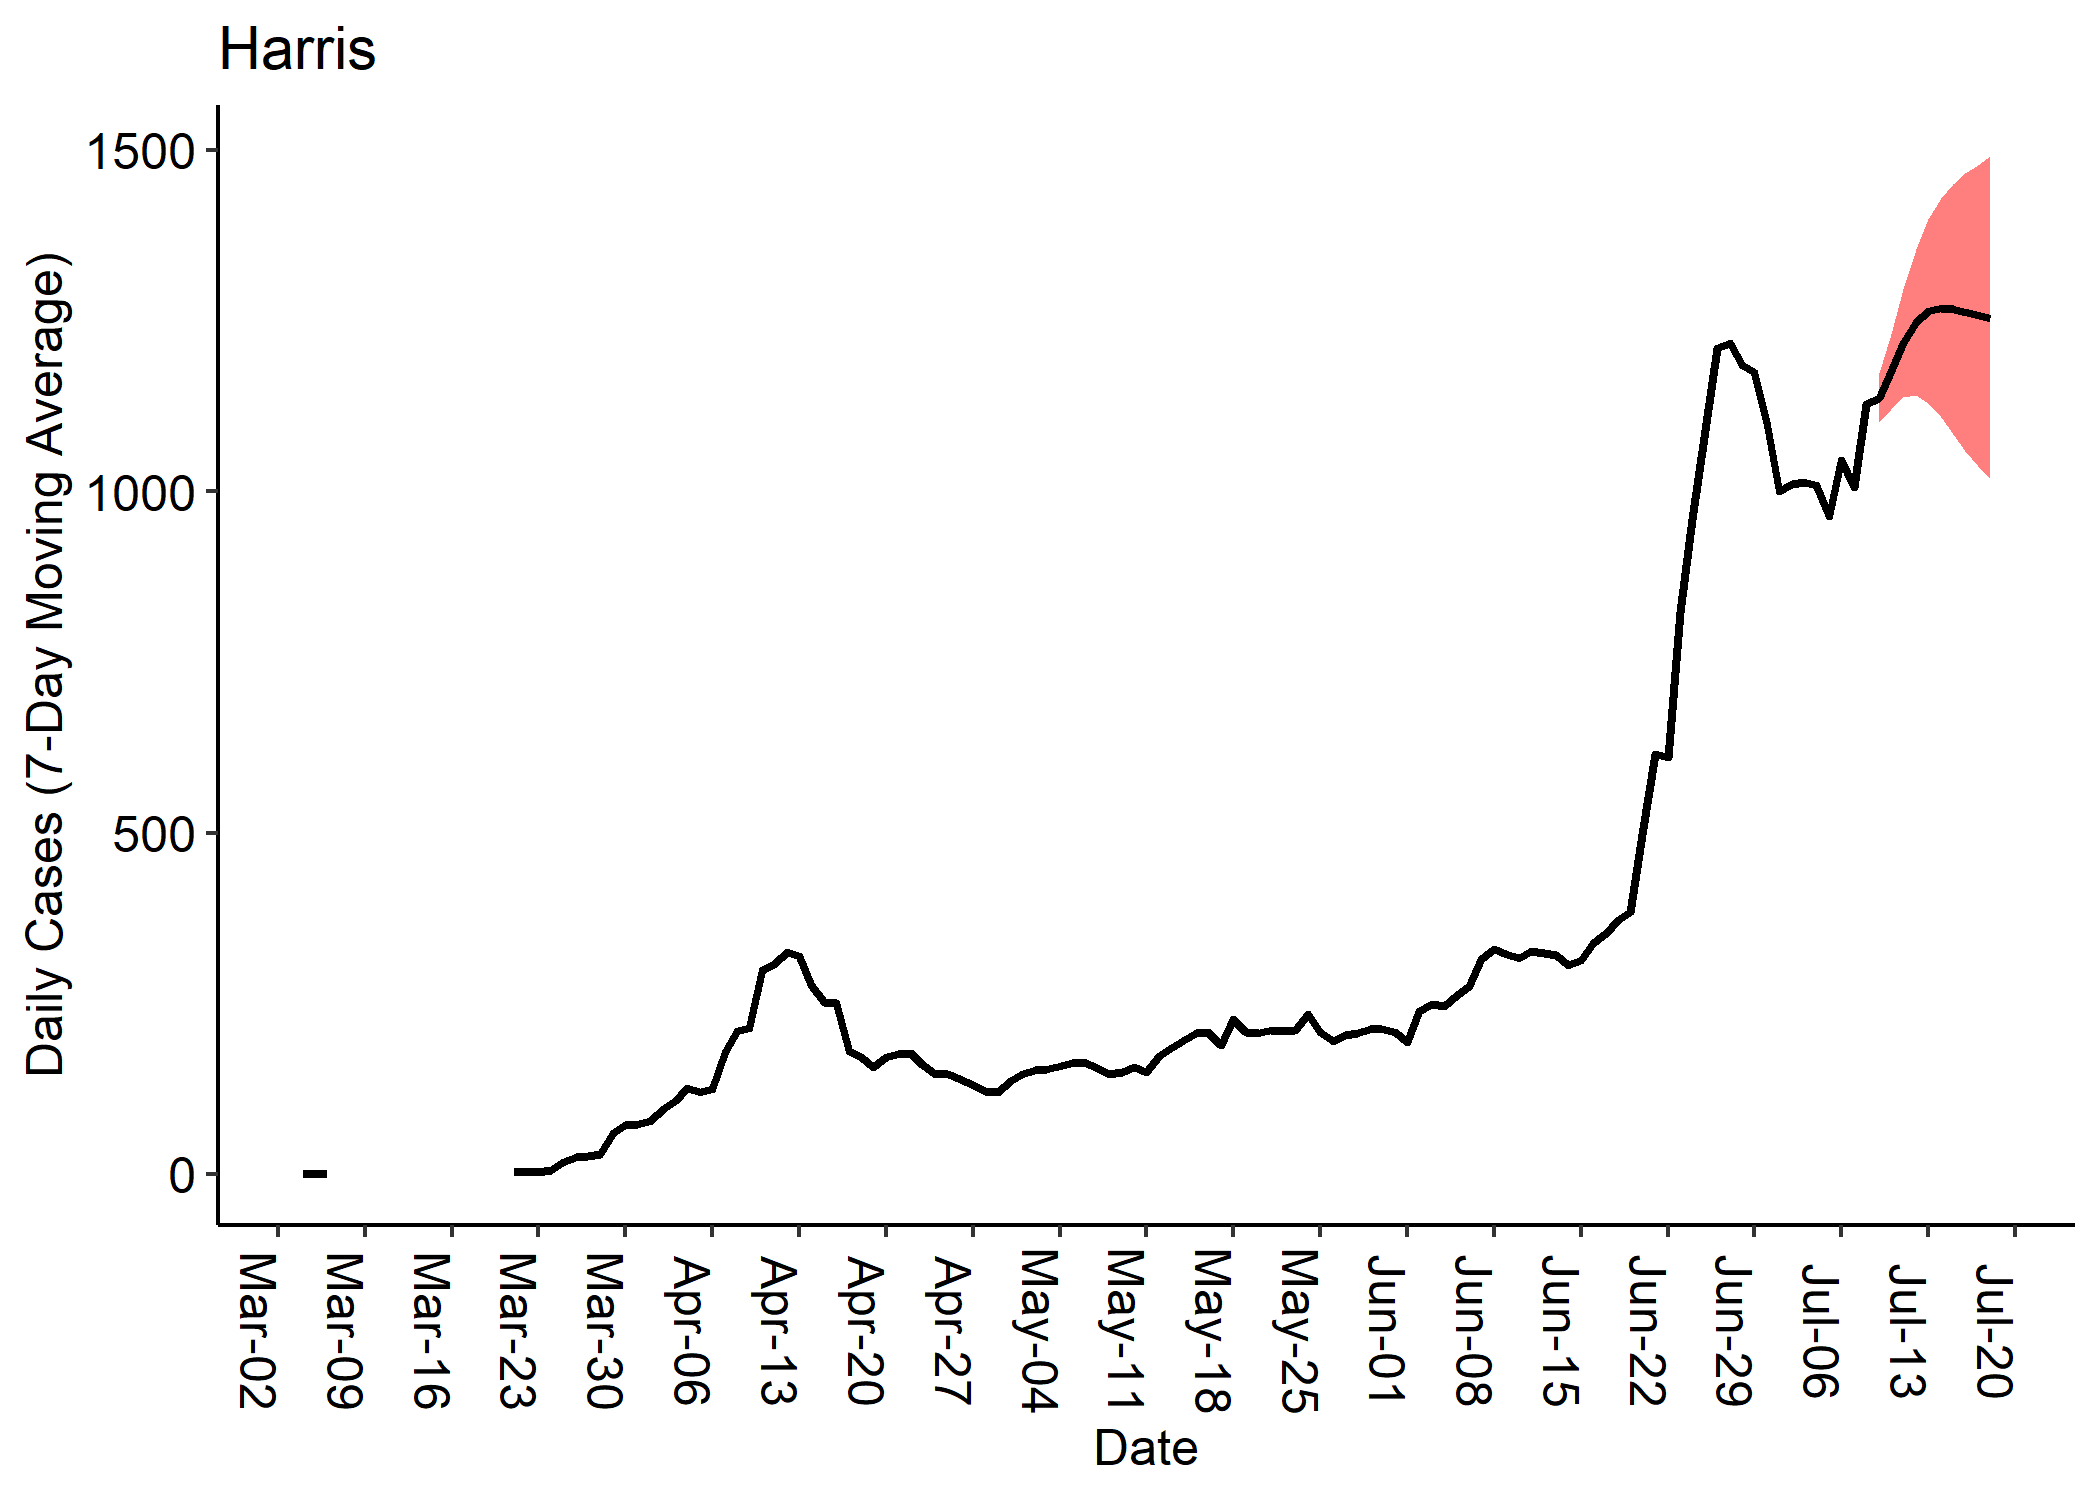 Harris
Daily Cases (7-Day Moving Average)
1500
1000
500
0
Mar-02
Mar-09
Mar-16
Mar-23
Mar-30
Apr-06
Apr-13
Apr-20
Apr-27
May-04
May-11
May-18
May-25
Jun-01
Jun-08
Jun-15
Jun-22
Jun-29
Jul-06
Jul-13
Jul-20
Date